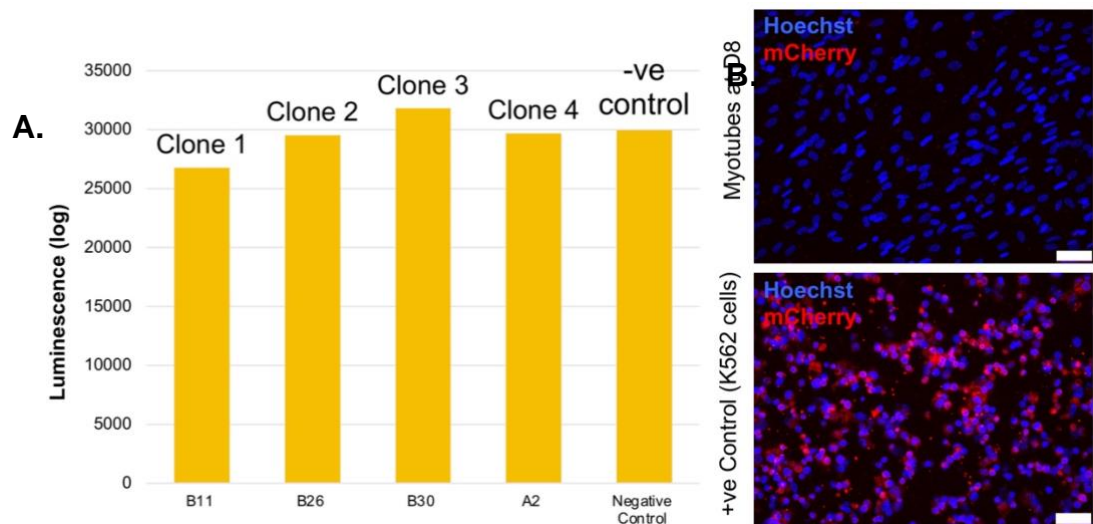 A.
Luminescence (log)
35000
30000
25000
20000
15000
10000
5000
0
Clone 1
Clone 2
Clone 3
Clone 4
-ve
control
B11
B26
B30
A2
Negative
Control
B.
Myotubes at D8
Hoechst
mCherry
+ve Control (K562 cells)
Hoechst
mCherry